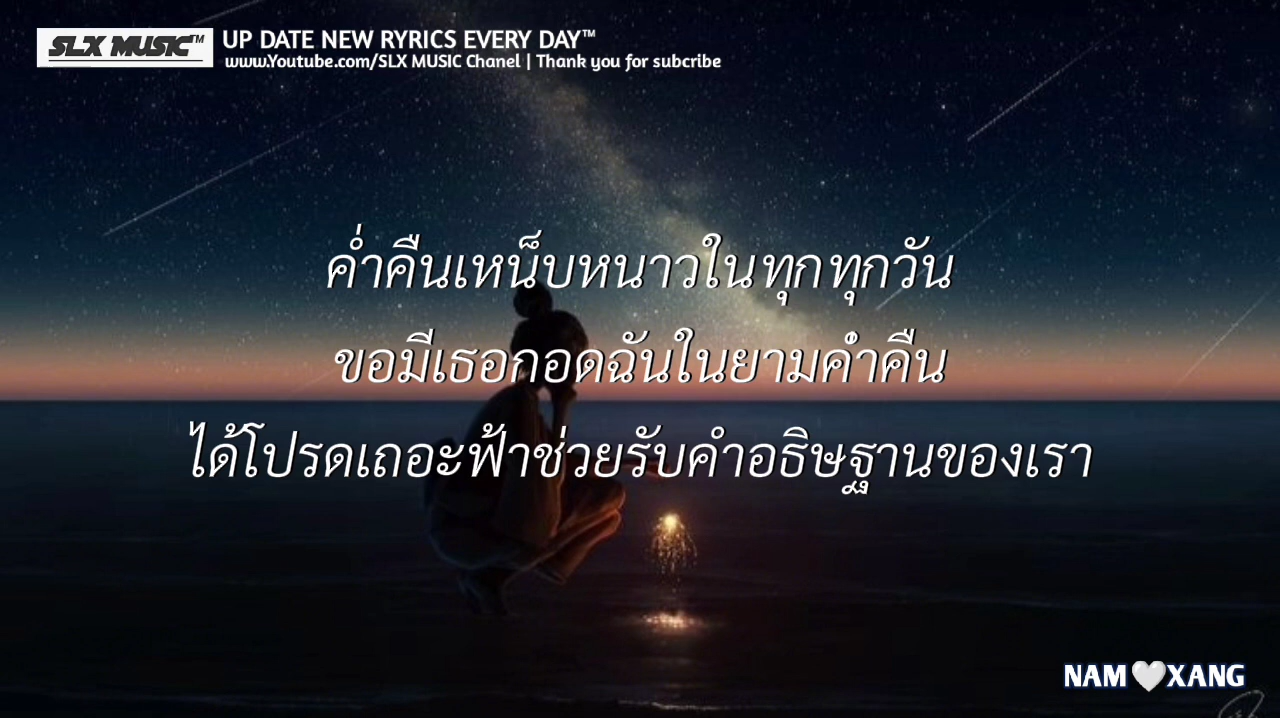 SLX MUSIC™
UP DATE NEW RYRICS EVERY DAY™
www.Youtube.com/SLX MUSIC Chanel | Thank you for subcribe
ค่ำคืนเหน็บหนาวในทุกทุกวัน
ขอมีเธอกอดฉันในยามค่ำคืน
ได้โปรดเถอะฟ้าช่วยรับคำอธิษฐานของเรา
NAM🤍XANG